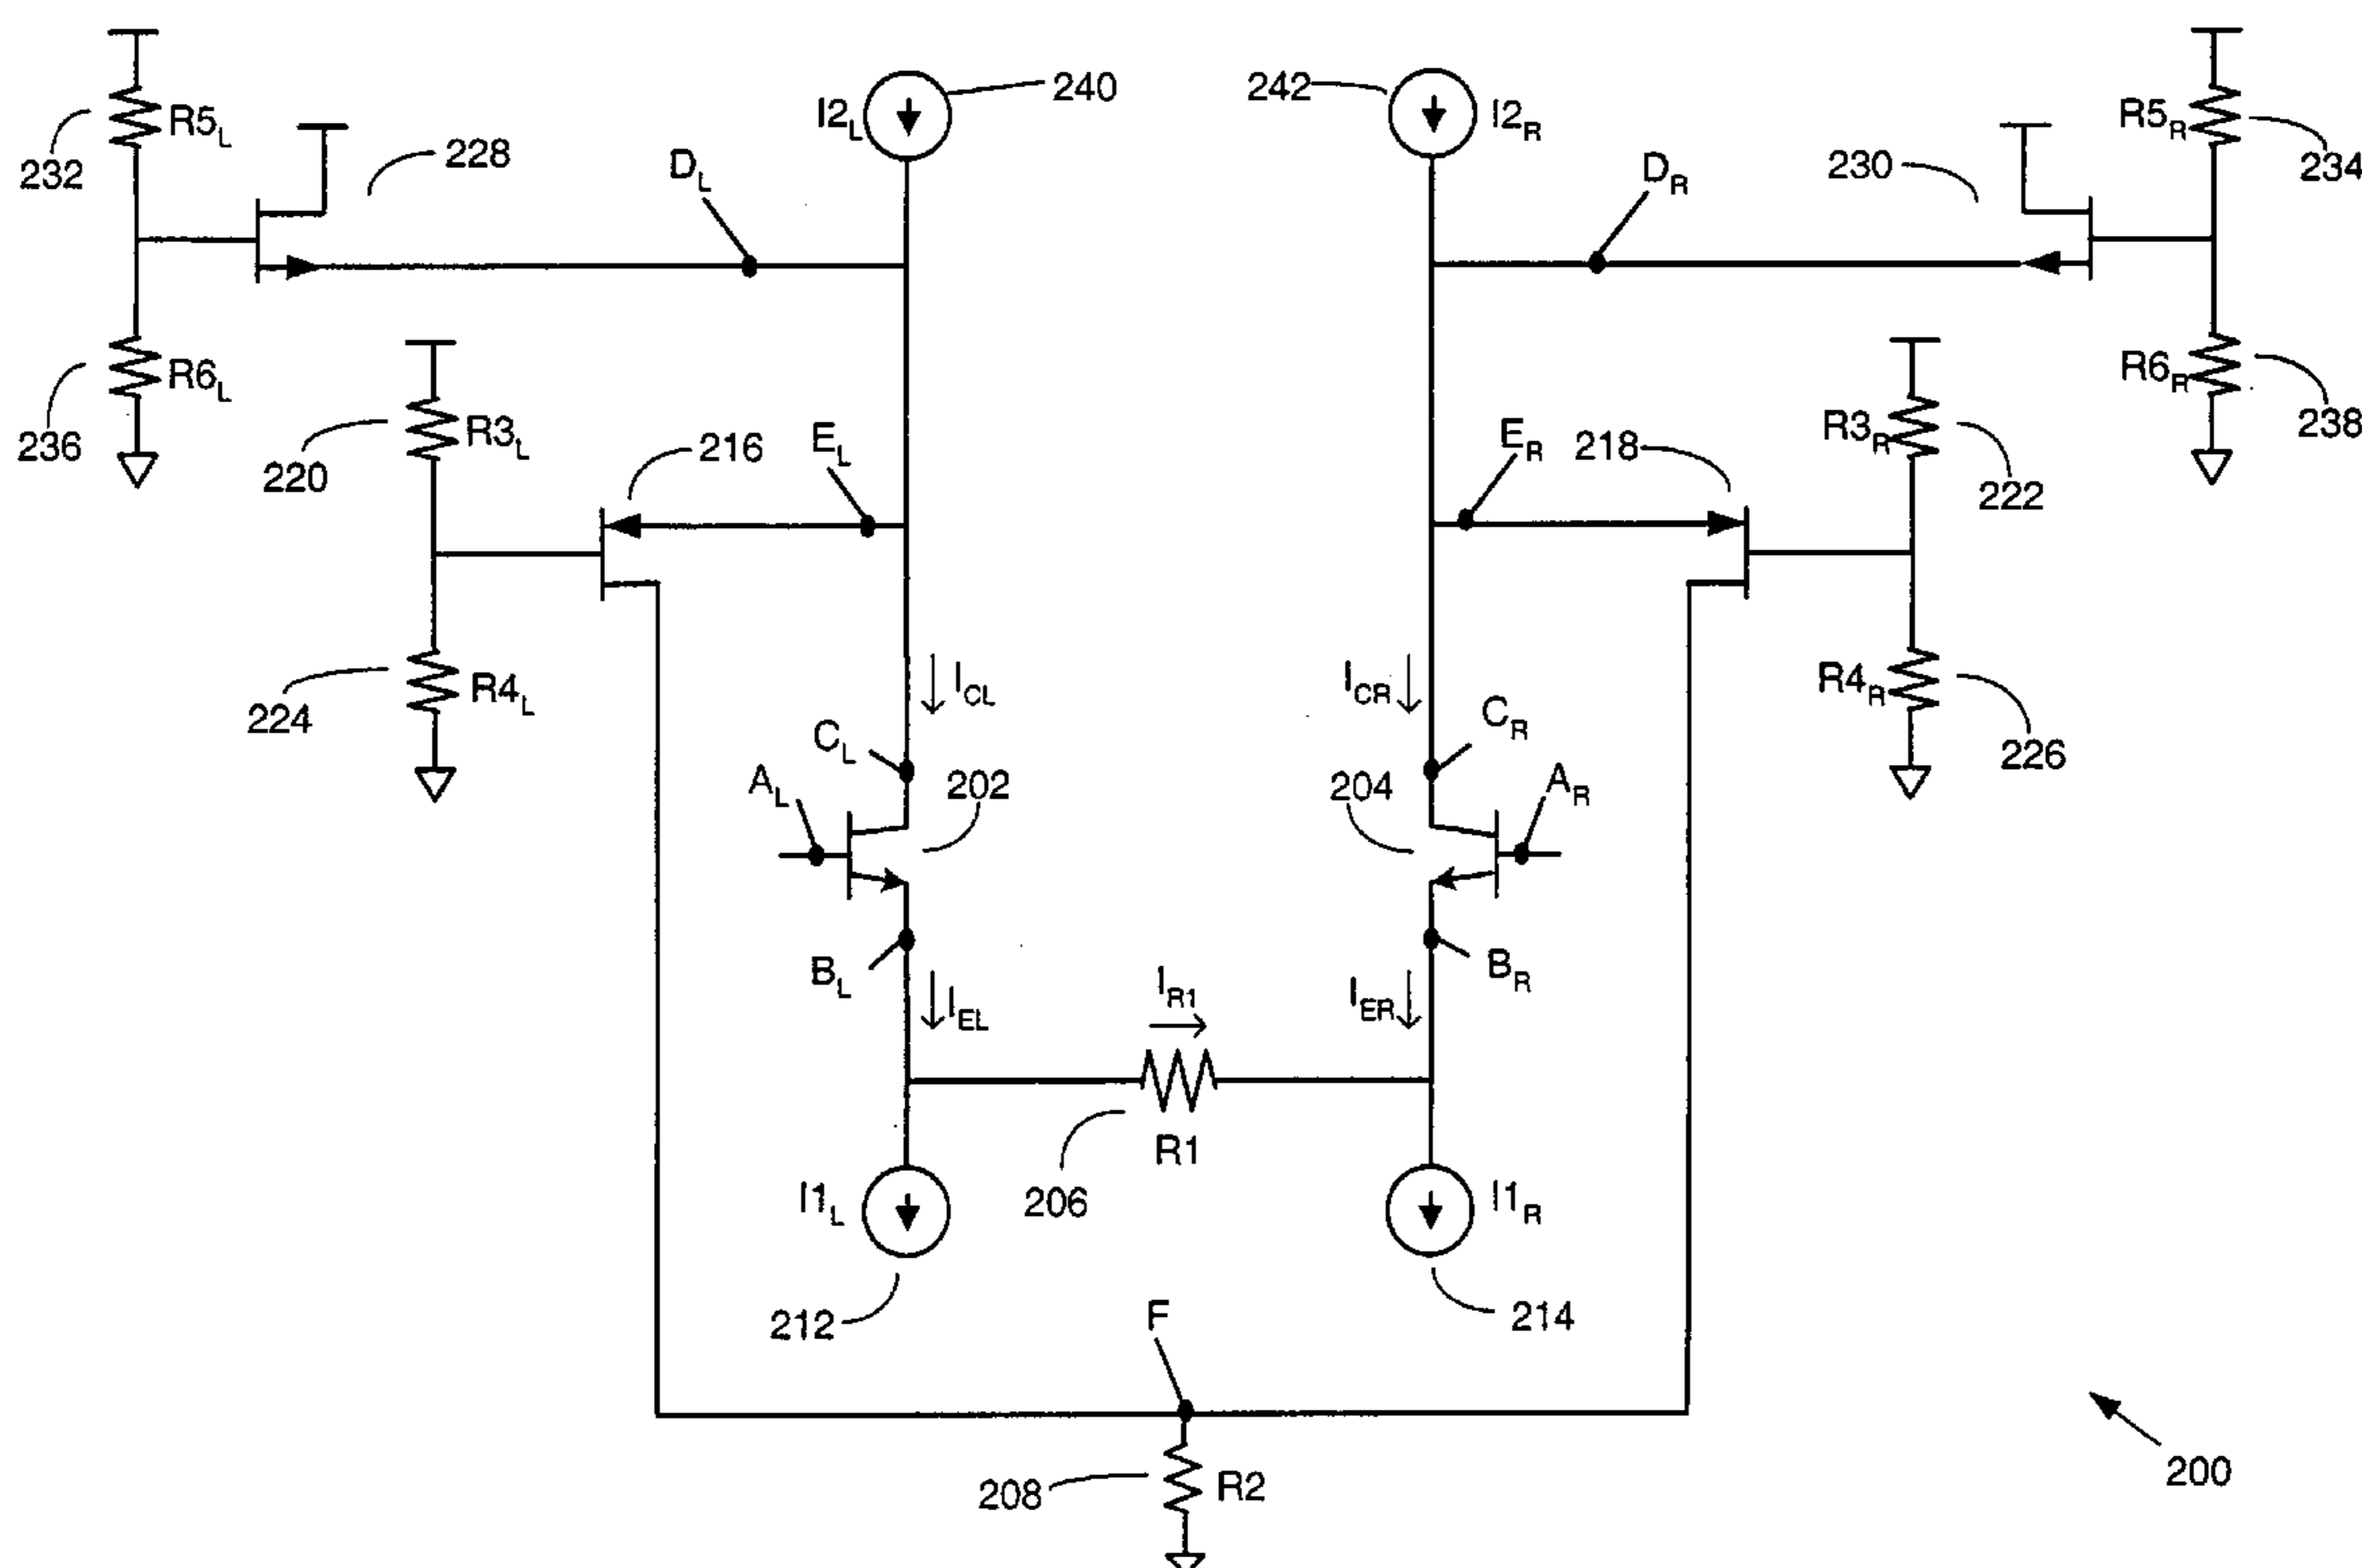 R5L
232
228
DL
I2L
240
242
I2R
DR
230
R5R
234
R6L
236
R3L
220
216
EL
ER
218
R3R
222
R6R
238
224
R4L
ICL
ICR
R4R
226
CL
CR
AL
202
204
AR
BL
BR
IEL
IR1
IER
R1
206
I1L
I1R
212
214
F
208
R2
200